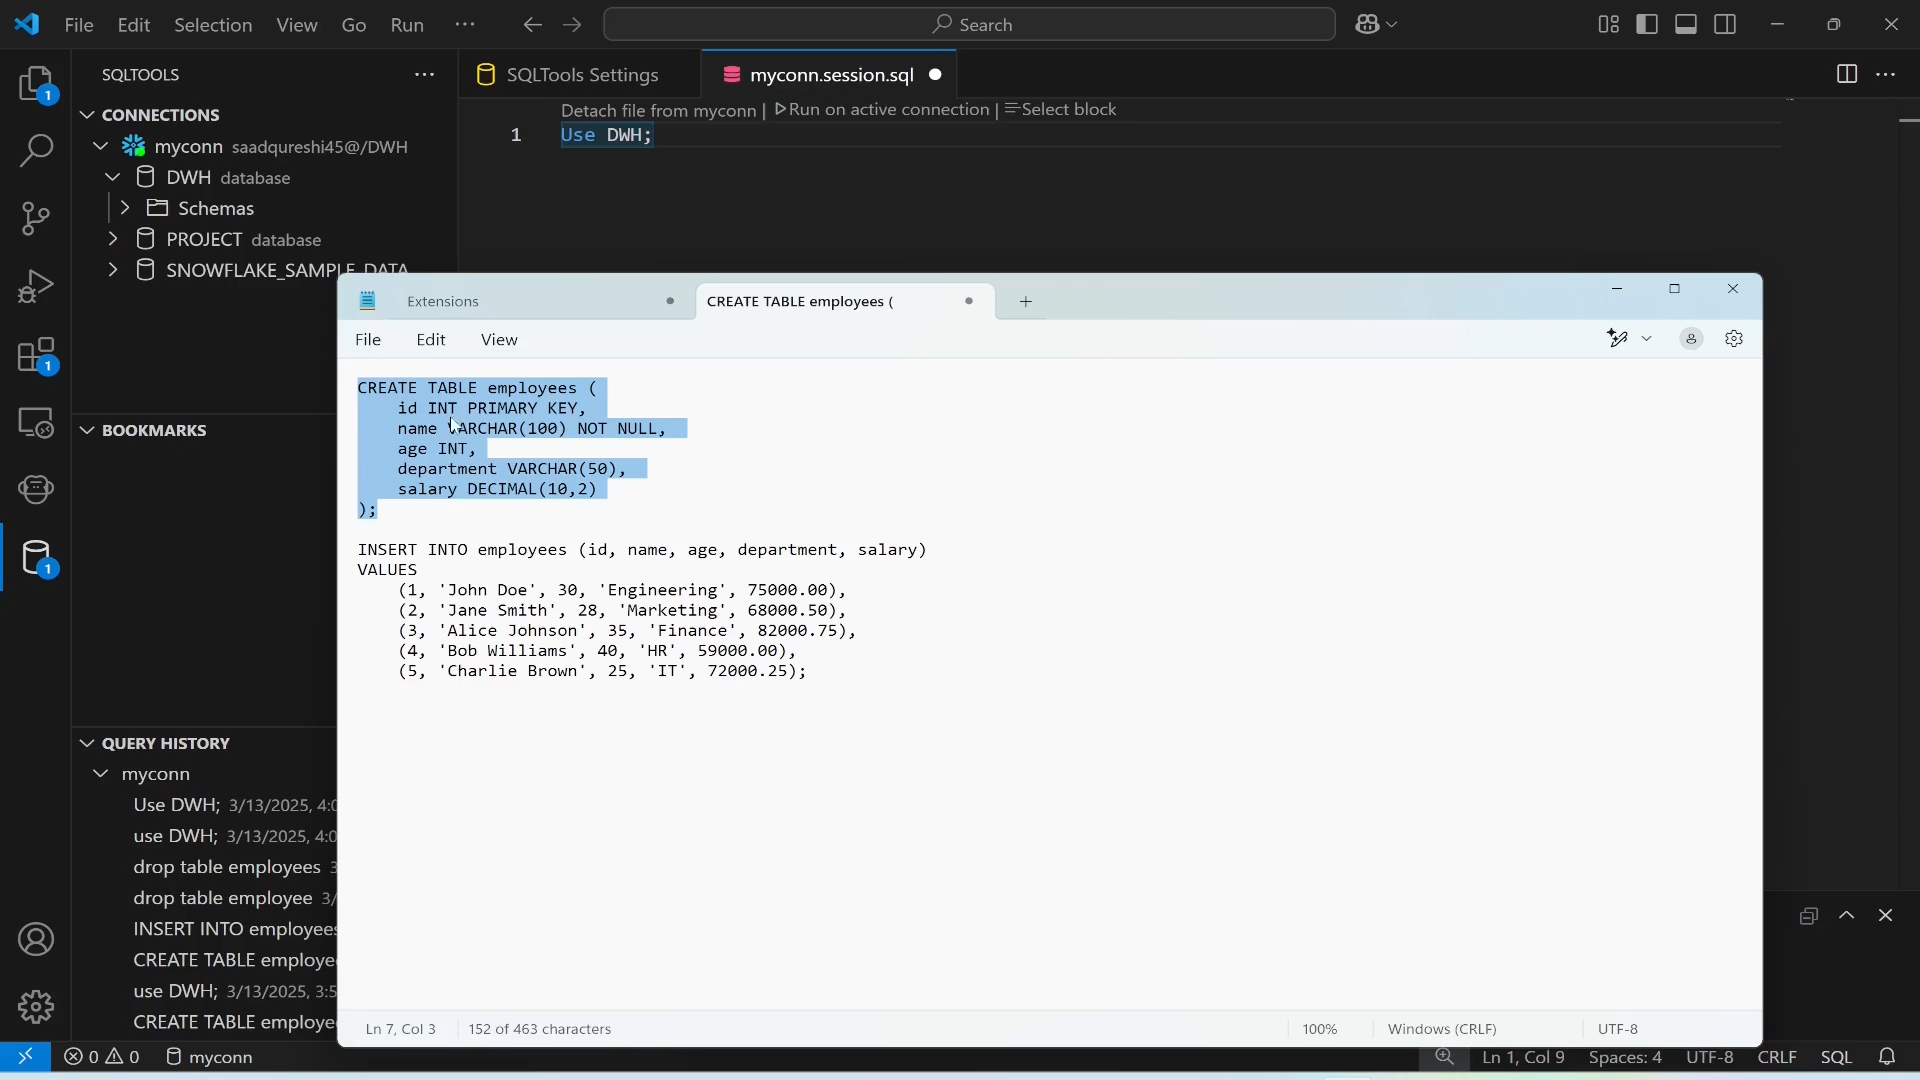 File Edit Selection View Go Run ··· Search
SQLTOOLS ···
SQLTools Settings
myconn.session.sql
CONNECTIONS
myconn saadqureshi45@/DWH
DWH database
Schemas
PROJECT database
SNOWFLAKE_SAMPLE_DATA
BOOKMARKS
QUERY HISTORY
myconn
Use DWH; 3/13/2025, 4:0
use DWH; 3/13/2025, 4:0
drop table employees 3
drop table employee 3/
INSERT INTO employees
CREATE TABLE employe
use DWH; 3/13/2025, 3:5
CREATE TABLE employe
1
1
1
Detach file from myconn | Run on active connection | Select block
1 Use DWH;
Extensions
CREATE TABLE employees (
File Edit View
CREATE TABLE employees (
id INT PRIMARY KEY,
name VARCHAR(100) NOT NULL,
age INT,
department VARCHAR(50),
salary DECIMAL(10,2)
);
INSERT INTO employees (id, name, age, department, salary)
VALUES
(1, 'John Doe', 30, 'Engineering', 75000.00),
(2, 'Jane Smith', 28, 'Marketing', 68000.50),
(3, 'Alice Johnson', 35, 'Finance', 82000.75),
(4, 'Bob Williams', 40, 'HR', 59000.00),
(5, 'Charlie Brown', 25, 'IT', 72000.25);
Ln 7, Col 3 152 of 463 characters 100% Windows (CRLF) UTF-8
0 0 myconn Ln 1, Col 9 Spaces: 4 UTF-8 CRLF SQL